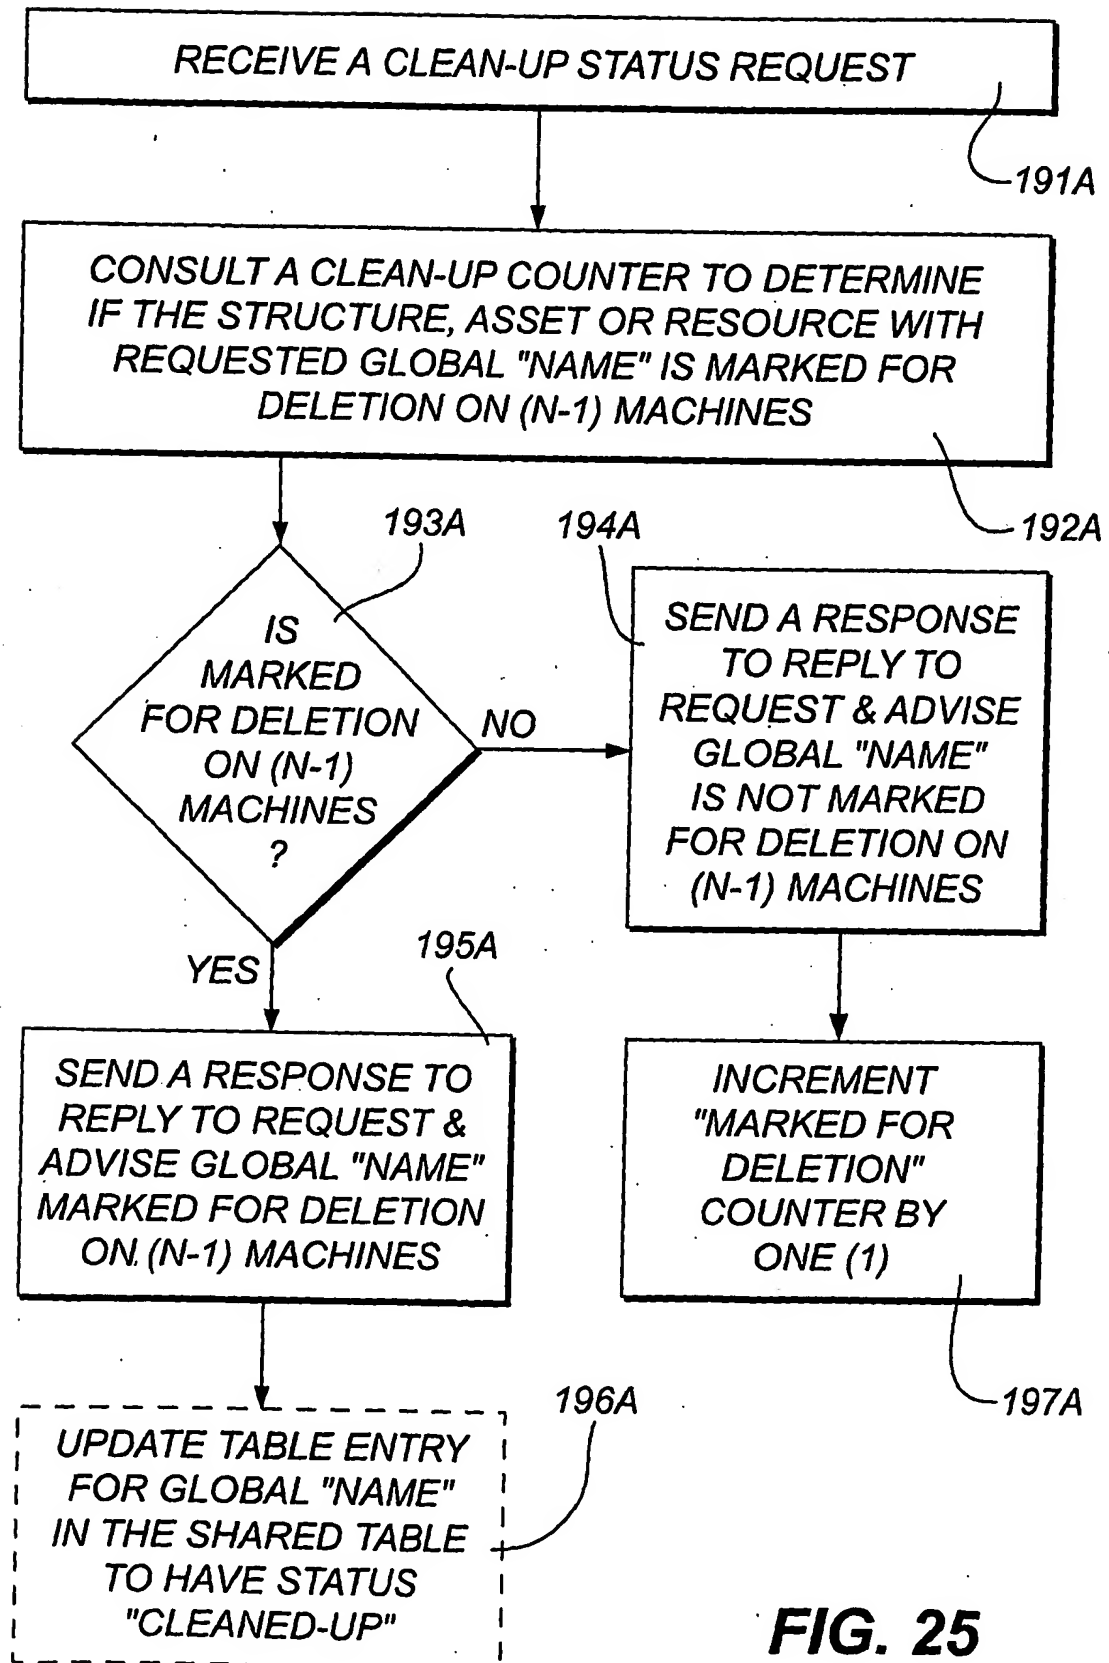 RECEIVE A CLEAN-UP STATUS REQUEST
191A
CONSULT A CLEAN-UP COUNTER TO DETERMINE
IF THE STRUCTURE, ASSET OR RESOURCE WITH
REQUESTED GLOBAL "NAME" IS MARKED FOR
DELETION ON (N-1) MACHINES
192A
193A
IS
MARKED
FOR DELETION
ON (N-1)
MACHINES
?
NO
194A
SEND A RESPONSE
TO REPLY TO
REQUEST & ADVISE
GLOBAL "NAME"
IS NOT MARKED
FOR DELETION ON
(N-1) MACHINES
YES
195A
SEND A RESPONSE TO
REPLY TO REQUEST &
ADVISE GLOBAL "NAME"
MARKED FOR DELETION
ON (N-1) MACHINES
INCREMENT
"MARKED FOR
DELETION"
COUNTER BY
ONE (1)
197A
196A
UPDATE TABLE ENTRY
FOR GLOBAL "NAME"
IN THE SHARED TABLE
TO HAVE STATUS
"CLEANED-UP"
FIG. 25